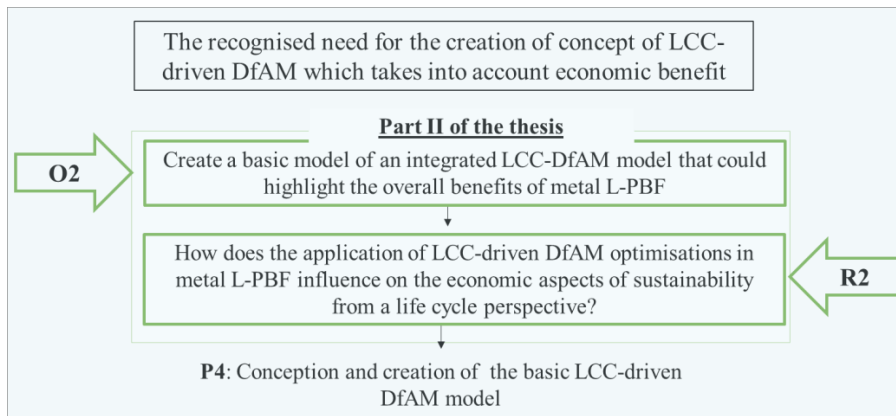 The recognised need for the creation of concept of LCC-
driven DfAM which takes into account economic benefit
Part II of the thesis
O2
Create a basic model of an integrated LCC-DfAM model that could
highlight the overall benefits of metal L-PBF
How does the application of LCC-driven DfAM optimisations in
metal L-PBF influence on the economic aspects of sustainability
from a life cycle perspective?
R2
P4: Conception and creation of the basic LCC-driven
DfAM model